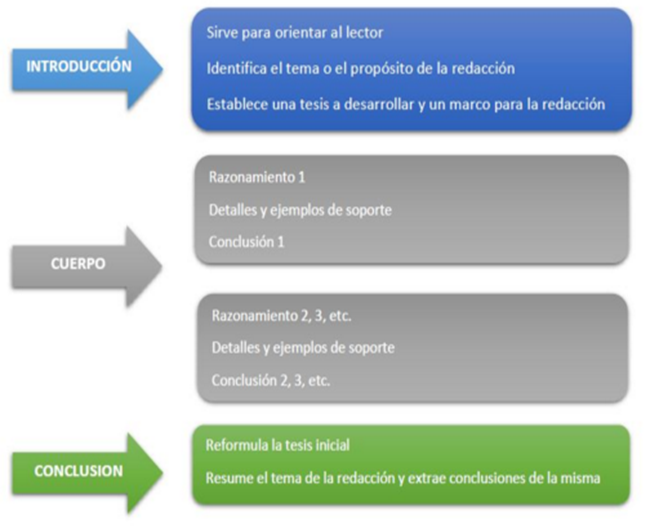 INTRODUCCIÓN
Sirve para orientar al lector
Identifica el tema o el propósito de la redacción
Establece una tesis a desarrollar y un marco para la redacción
CUERPO
Razonamiento 1
Detalles y ejemplos de soporte
Conclusión 1
Razonamiento 2, 3, etc.
Detalles y ejemplos de soporte
Conclusión 2, 3, etc.
CONCLUSION
Reformula la tesis inicial
Resume el tema de la redacción y extrae conclusiones de la misma